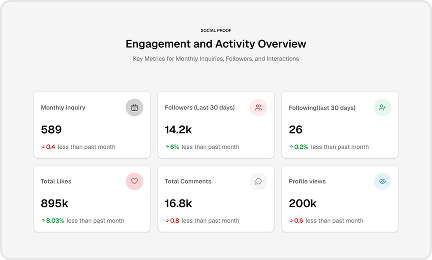 SOCIAL PROOF
Engagement and Activity Overview
Key Metrics for Monthly Inquiries, Followers, and Interactions
Monthly inquiry
589
↓ 0.4 less than past month
Followers (Last 30 days)
14.2k
↑ 6% less than past month
Following(last 30 days)
26
↑ 0.2% less than past month
Total Likes
895k
↑ 8.03% less than past month
Total Comments
16.8k
↓ 0.8 less than past month
Profile views
200k
↓ 0.6 less than past month